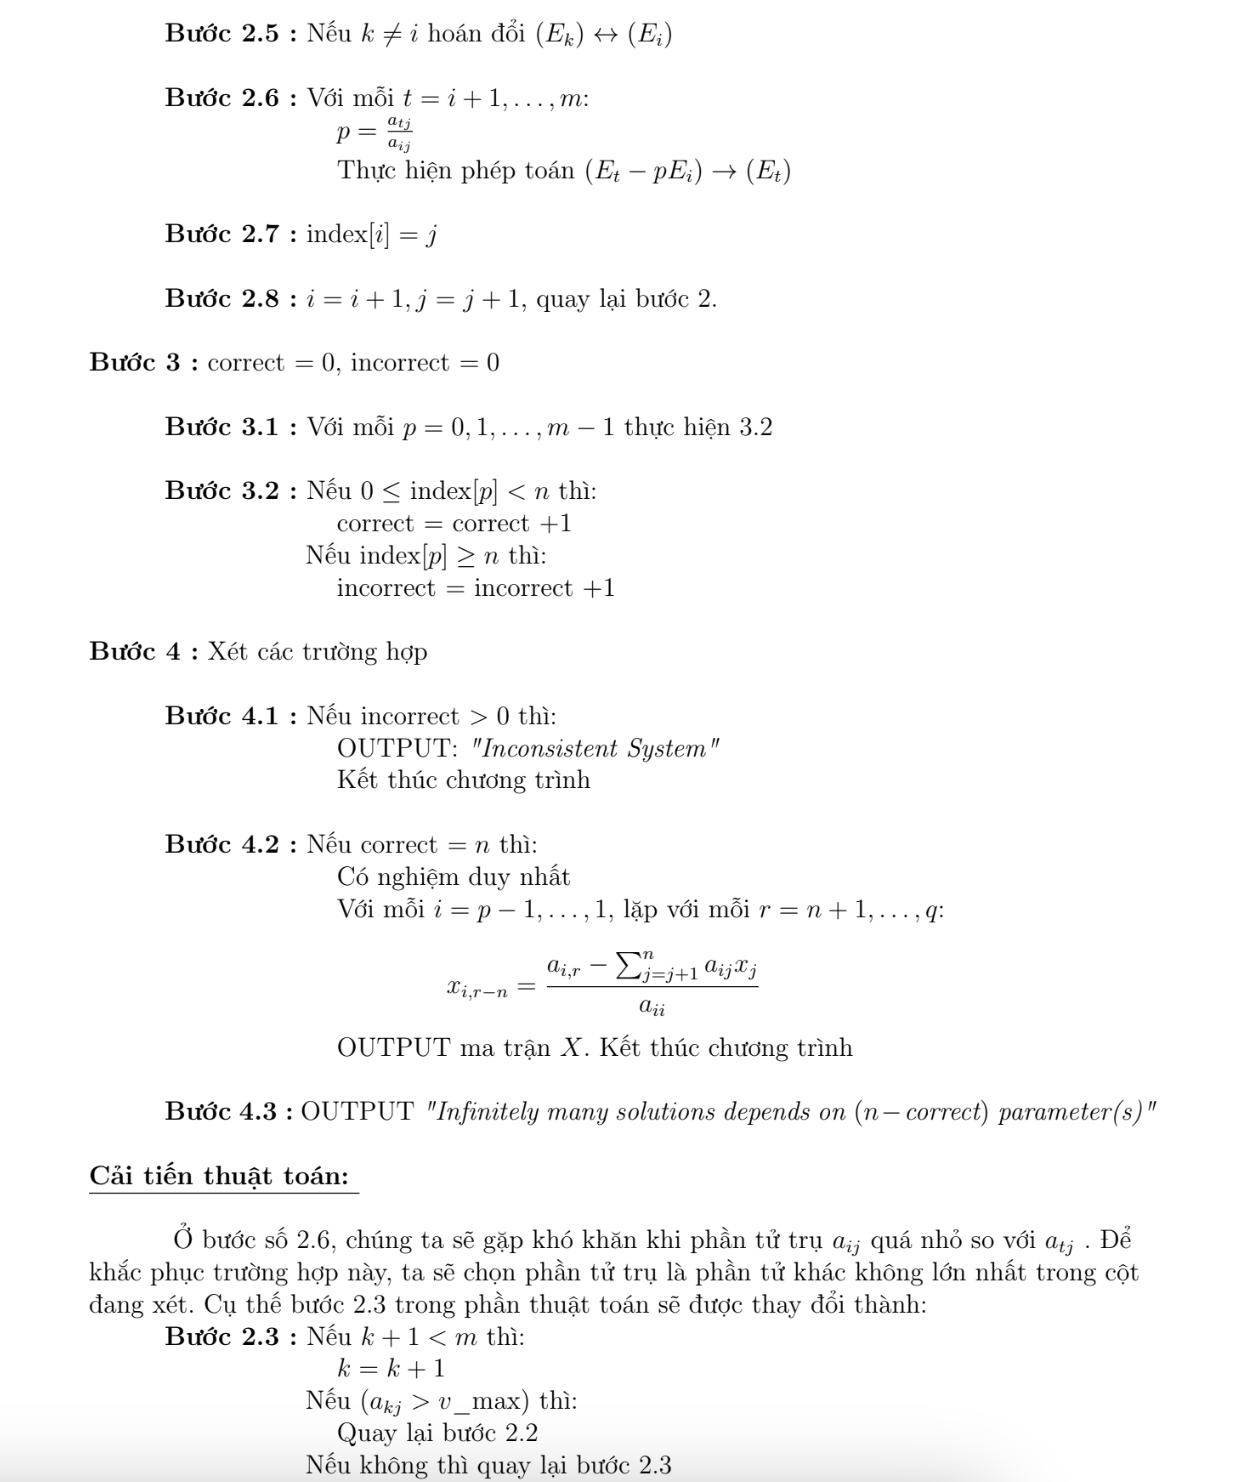 Bước 2.5 : Nếu k ≠ i hoán đổi (E_k) ↔ (E_i)
Bước 2.6 : Với mỗi t = i + 1, . . . , m:
p = \frac{a_{tj}}{a_{ij}}
Thực hiện phép toán (E_t − pE_i) → (E_t)
Bước 2.7 : index[i] = j
Bước 2.8 : i = i + 1, j = j + 1, quay lại bước 2.
Bước 3 : correct = 0, incorrect = 0
Bước 3.1 : Với mỗi p = 0, 1, . . . , m − 1 thực hiện 3.2
Bước 3.2 : Nếu 0 ≤ index[p] < n thì:
correct = correct +1
Nếu index[p] ≥ n thì:
incorrect = incorrect +1
Bước 4 : Xét các trường hợp
Bước 4.1 : Nếu incorrect > 0 thì:
OUTPUT: "Inconsistent System"
Kết thúc chương trình
Bước 4.2 : Nếu correct = n thì:
Có nghiệm duy nhất
Với mỗi i = p − 1, . . . , 1, lặp với mỗi r = n + 1, . . . , q:
x_{i,r−n} = \frac{a_{i,r} − \sum_{j=j+1}^{n} a_{ij}x_j}{a_{ii}}
OUTPUT ma trận X. Kết thúc chương trình
Bước 4.3 : OUTPUT "Infinitely many solutions depends on (n − correct) parameter(s)"
Cải tiến thuật toán:
Ở bước số 2.6, chúng ta sẽ gặp khó khăn khi phần tử trụ a_{ij} quá nhỏ so với a_{tj} . Để
khắc phục trường hợp này, ta sẽ chọn phần tử trụ là phần tử khác không lớn nhất trong cột
đang xét. Cụ thể bước 2.3 trong phần thuật toán sẽ được thay đổi thành:
Bước 2.3 : Nếu k + 1 < m thì:
k = k + 1
Nếu (a_{kj} > v_max) thì:
Quay lại bước 2.2
Nếu không thì quay lại bước 2.3